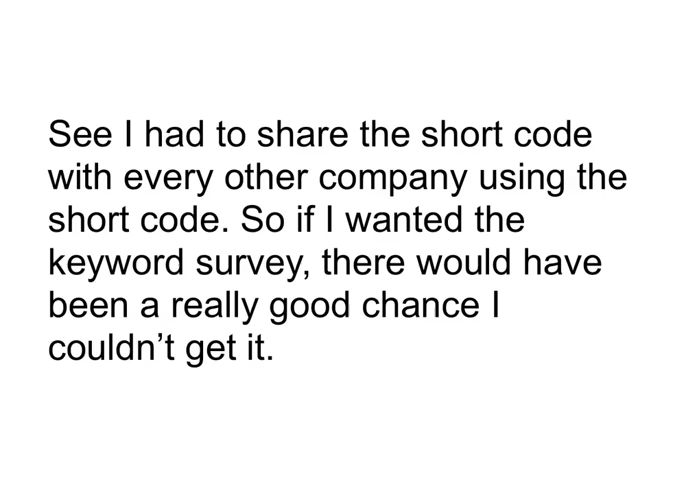 See I had to share the short code
with every other company using the
short code. So if I wanted the
keyword survey, there would have
been a really good chance I
couldn’t get it.